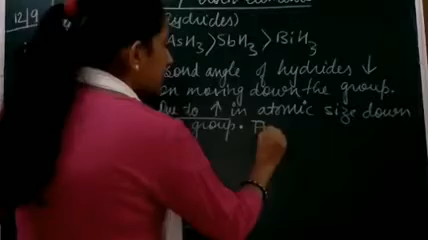 12/9
block
(Hydrides)
AsH₃ > SbH₃ > BiH₃
Bond angle of hydrides ↓
on moving down the group.
Due to ↑ in atomic size down
group.